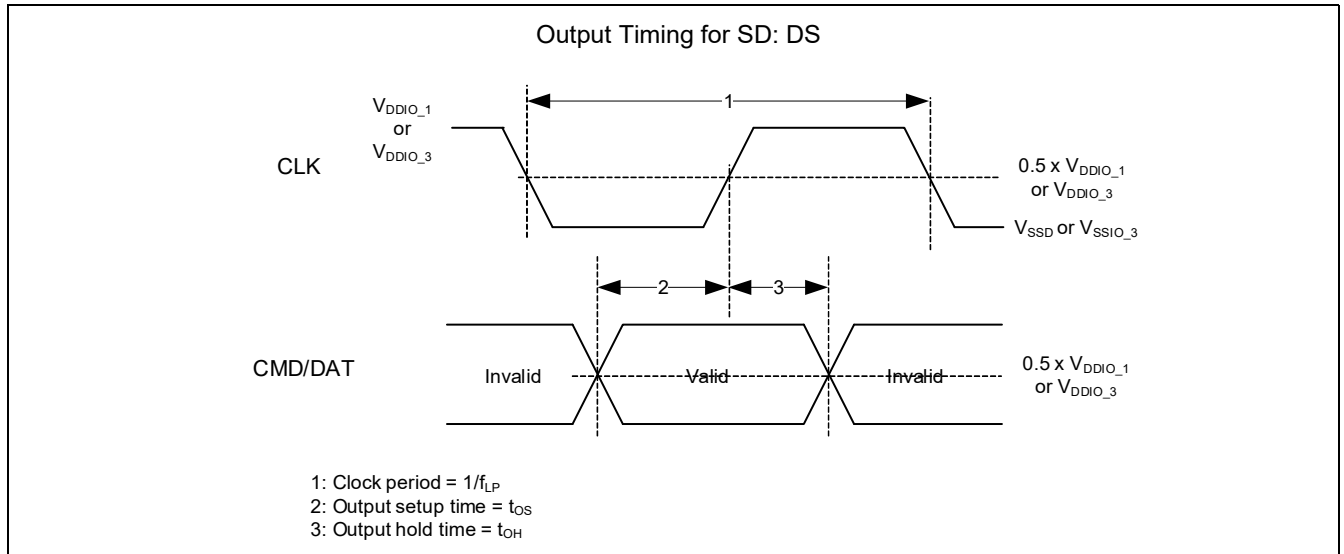 Output Timing for SD: DS
1
VDDIO_1
or
VDDIO_3
CLK
0.5 x VDDIO_1
or VDDIO_3
VSSD or VSSIO_3
2
3
CMD/DAT
Invalid
Valid
Invalid
0.5 x VDDIO_1
or VDDIO_3
1: Clock period = 1/fLP
2: Output setup time = tOS
3: Output hold time = tOH